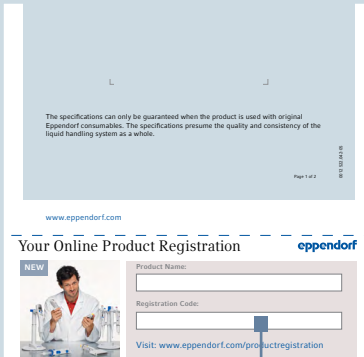 The specifications can only be guaranteed when the product is used with original
Eppendorf consumables. The specifications presume the quality and consistency of the
liquid handling system as a whole.
Page 1 of 2
www.eppendorf.com
Your Online Product Registration
eppendorf
NEW
Product Name:
Registration Code:
Visit: www.eppendorf.com/productregistration